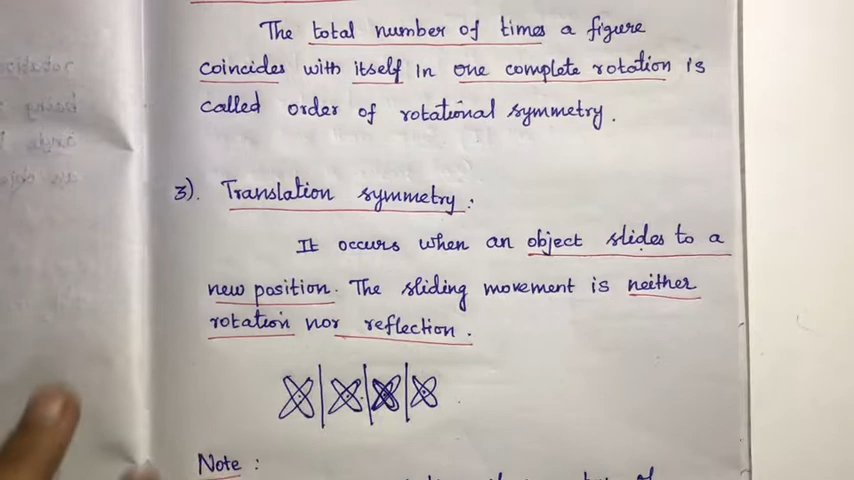 The total number of times a figure
coincides with itself in one complete rotation is
called order of rotational symmetry.
3). Translation symmetry:
It occurs when an object slides to a
new position. The sliding movement is neither
rotation nor reflection.
Note :
of